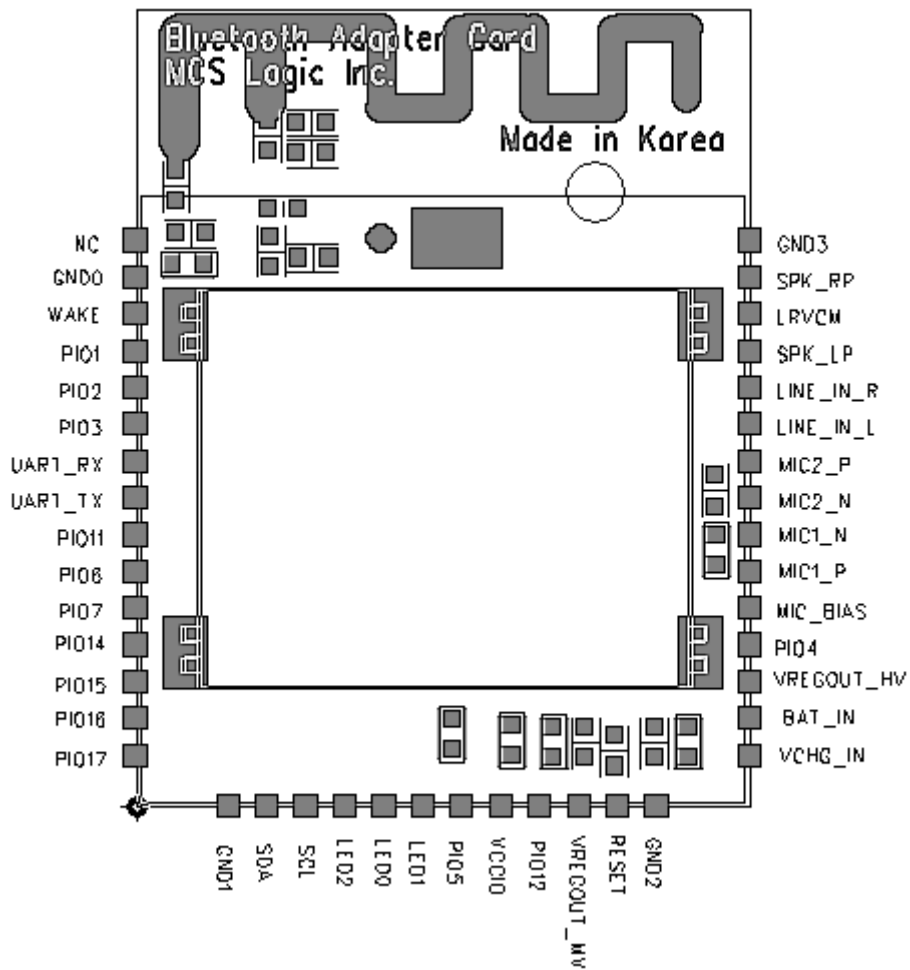 Bluetooth Adapter Card
MCS Logic Inc.
Made in Korea
NC
GND0
WAKE
PIO1
PIO2
PIO3
UART_RX
UART_TX
PIO11
PIO6
PIO7
PIO14
PIO15
PIO16
PIO17
GND3
SPK_RP
LRVCM
SPK_LP
LINE_IN_R
LINE_IN_L
MIC2_P
MIC2_N
MIC1_N
MIC1_P
MIC_BIAS
PIO4
VREGOUT_HV
BAT_IN
VCHG_IN
GND1
SDA
SCL
LED2
LED0
LED1
PIO5
VCCIO
PIO12
VREGOUT_MV
RESET
GND2